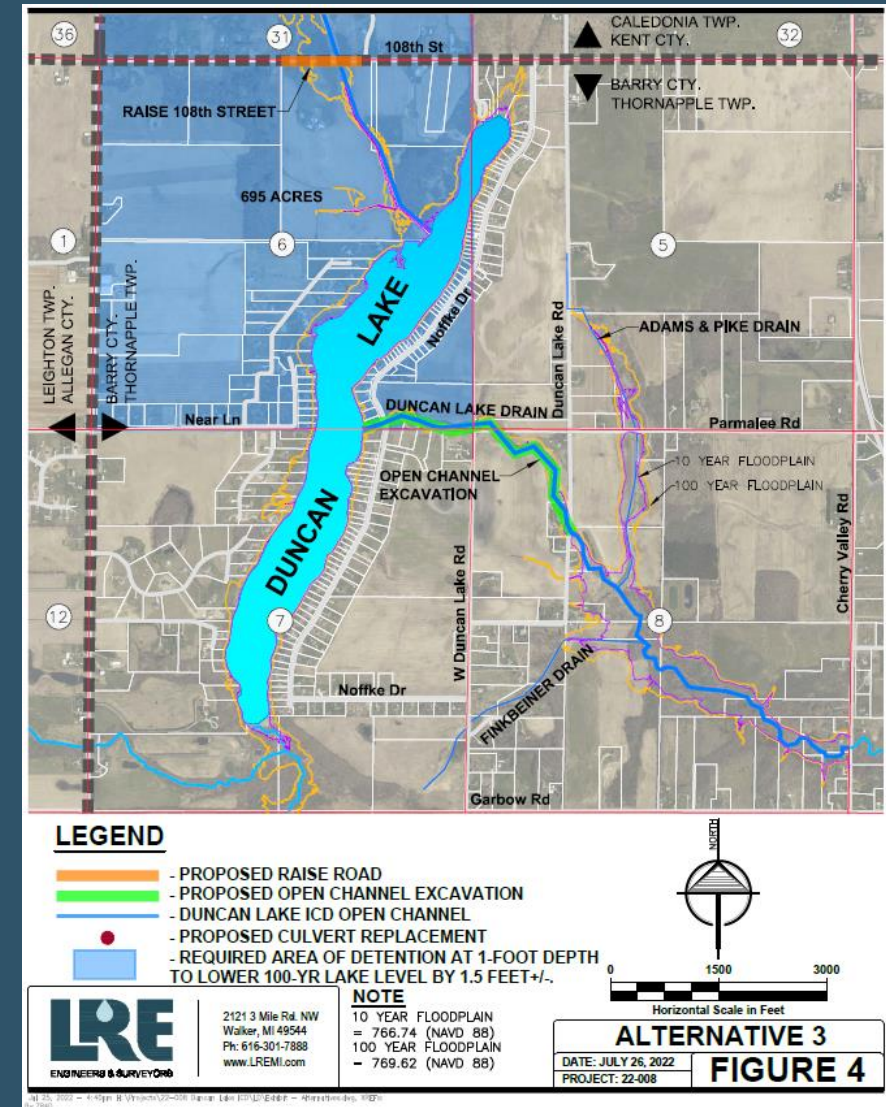 36
31
108th St
CALEDONIA TWP.
KENT CTY.
32
BARRY CTY.
THORNAPPLE TWP.
RAISE 108th STREET
695 ACRES
1
6
5
LEIGHTON TWP.
ALLEGAN CTY.
BARRY CTY.
THORNAPPLE TWP.
LAKE
Noffke Dr
Duncan Lake Rd
ADAMS & PIKE DRAIN
Near Ln
DUNCAN LAKE DRAIN
Parmalee Rd
OPEN CHANNEL
EXCAVATION
10 YEAR FLOODPLAIN
100 YEAR FLOODPLAIN
DUNCAN
W Duncan Lake Rd
Cherry Valley Rd
12
7
8
Noffke Dr
FINKBEINER DRAIN
Garbow Rd
LEGEND
- PROPOSED RAISE ROAD
- PROPOSED OPEN CHANNEL EXCAVATION
- DUNCAN LAKE ICD OPEN CHANNEL
- PROPOSED CULVERT REPLACEMENT
- REQUIRED AREA OF DETENTION AT 1-FOOT DEPTH
TO LOWER 100-YR LAKE LEVEL BY 1.5 FEET+/-.
NORTH
0 1500 3000
Horizontal Scale in Feet
LRE
ENGINEERS & SURVEYORS
2121 3 Mile Rd. NW
Walker, MI 49544
Ph: 616-301-7888
www.LREMI.com
NOTE
10 YEAR FLOODPLAIN
= 766.74 (NAVD 88)
100 YEAR FLOODPLAIN
= 769.62 (NAVD 88)
ALTERNATIVE 3
DATE: JULY 26, 2022
PROJECT: 22-008
FIGURE 4
Jul 25, 2022 - 4:40pm